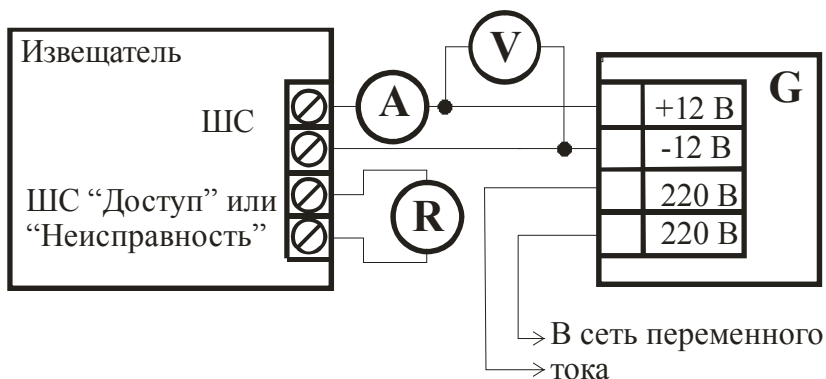 Извещатель
ШС
ШС “Доступ” или
“Неисправность”
A
V
R
G
+12 В
-12 В
220 В
220 В
В сеть переменного
тока